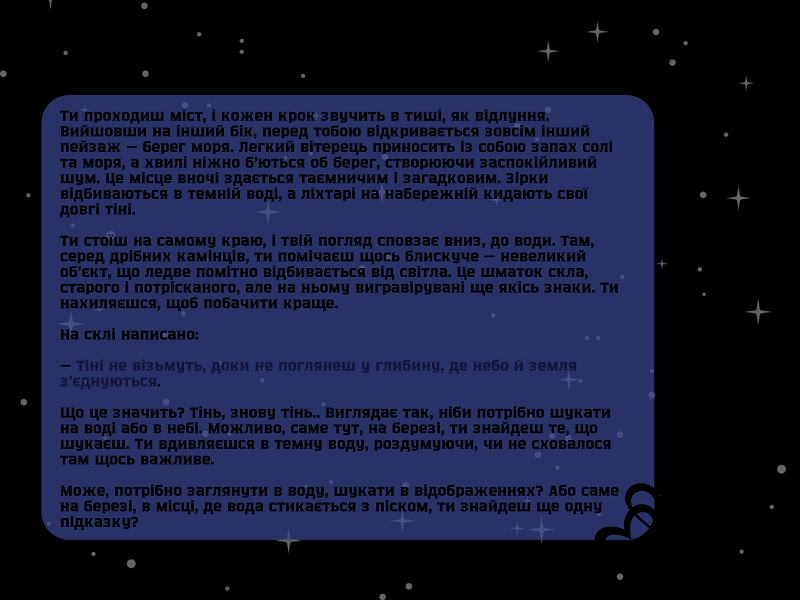 Ти проходиш міст, і кожен крок звучить в тиші, як відлуння.
Вийшовши на інший бік, перед тобою відкривається зовсім інший
пейзаж — берег моря. Легкий вітерець приносить із собою запах солі
та моря, а хвилі ніжно б'ються об берег, створюючи заспокійливий
шум. Це місце вночі здається таємничим і загадковим. Зірки
відбиваються в темній воді, а ліхтарі на набережній кидають свої
довгі тіні.
Ти стоїш на самому краю, і твій погляд сповзає вниз, до води. Там,
серед дрібних камінців, ти помічаєш щось блискуче — невеликий
об'єкт, що ледве помітно відбивається від світла. Це шматок скла,
старого і потрісканого, але на ньому вигравірувані ще якісь знаки. Ти
нахиляєшся, щоб побачити краще.
На склі написано:
— Тіні не візьмуть, доки не поглянеш у глибину, де небо й земля
з'єднуються.
Що це значить? Тінь, знову тінь.. Виглядає так, ніби потрібно шукати
на воді або в небі. Можливо, саме тут, на березі, ти знайдеш те, що
шукаєш. Ти вдивляєшся в темну воду, роздумуючи, чи не сховалося
там щось важливе.
Може, потрібно заглянути в воду, шукати в відображеннях? Або саме
на березі, в місці, де вода стикається з піском, ти знайдеш ще одну
підказку?